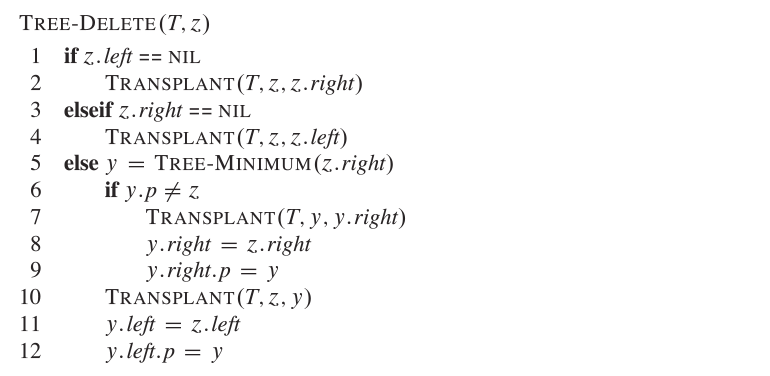 TREE-DELETE(T, z)
1 if z.left == NIL
2 TRANSPLANT(T, z, z.right)
3 elseif z.right == NIL
4 TRANSPLANT(T, z, z.left)
5 else y = TREE-MINIMUM(z.right)
6 if y.p ≠ z
7 TRANSPLANT(T, y, y.right)
8 y.right = z.right
9 y.right.p = y
10 TRANSPLANT(T, z, y)
11 y.left = z.left
12 y.left.p = y